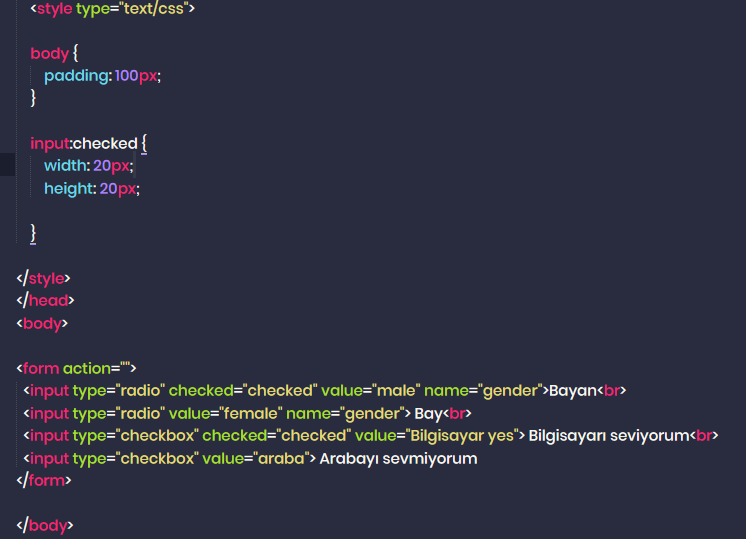 <style type="text/css">
body {
padding: 100px;
}
input:checked {
width: 20px;
height: 20px;
}
</style>
</head>
<body>
<form action="">
<input type="radio" checked="checked" value="male" name="gender">Bayan<br>
<input type="radio" value="female" name="gender"> Bay<br>
<input type="checkbox" checked="checked" value="Bilgisayar yes"> Bilgisayarı seviyorum<br>
<input type="checkbox" value="araba"> Arabayı sevmiyorum
</form>
</body>